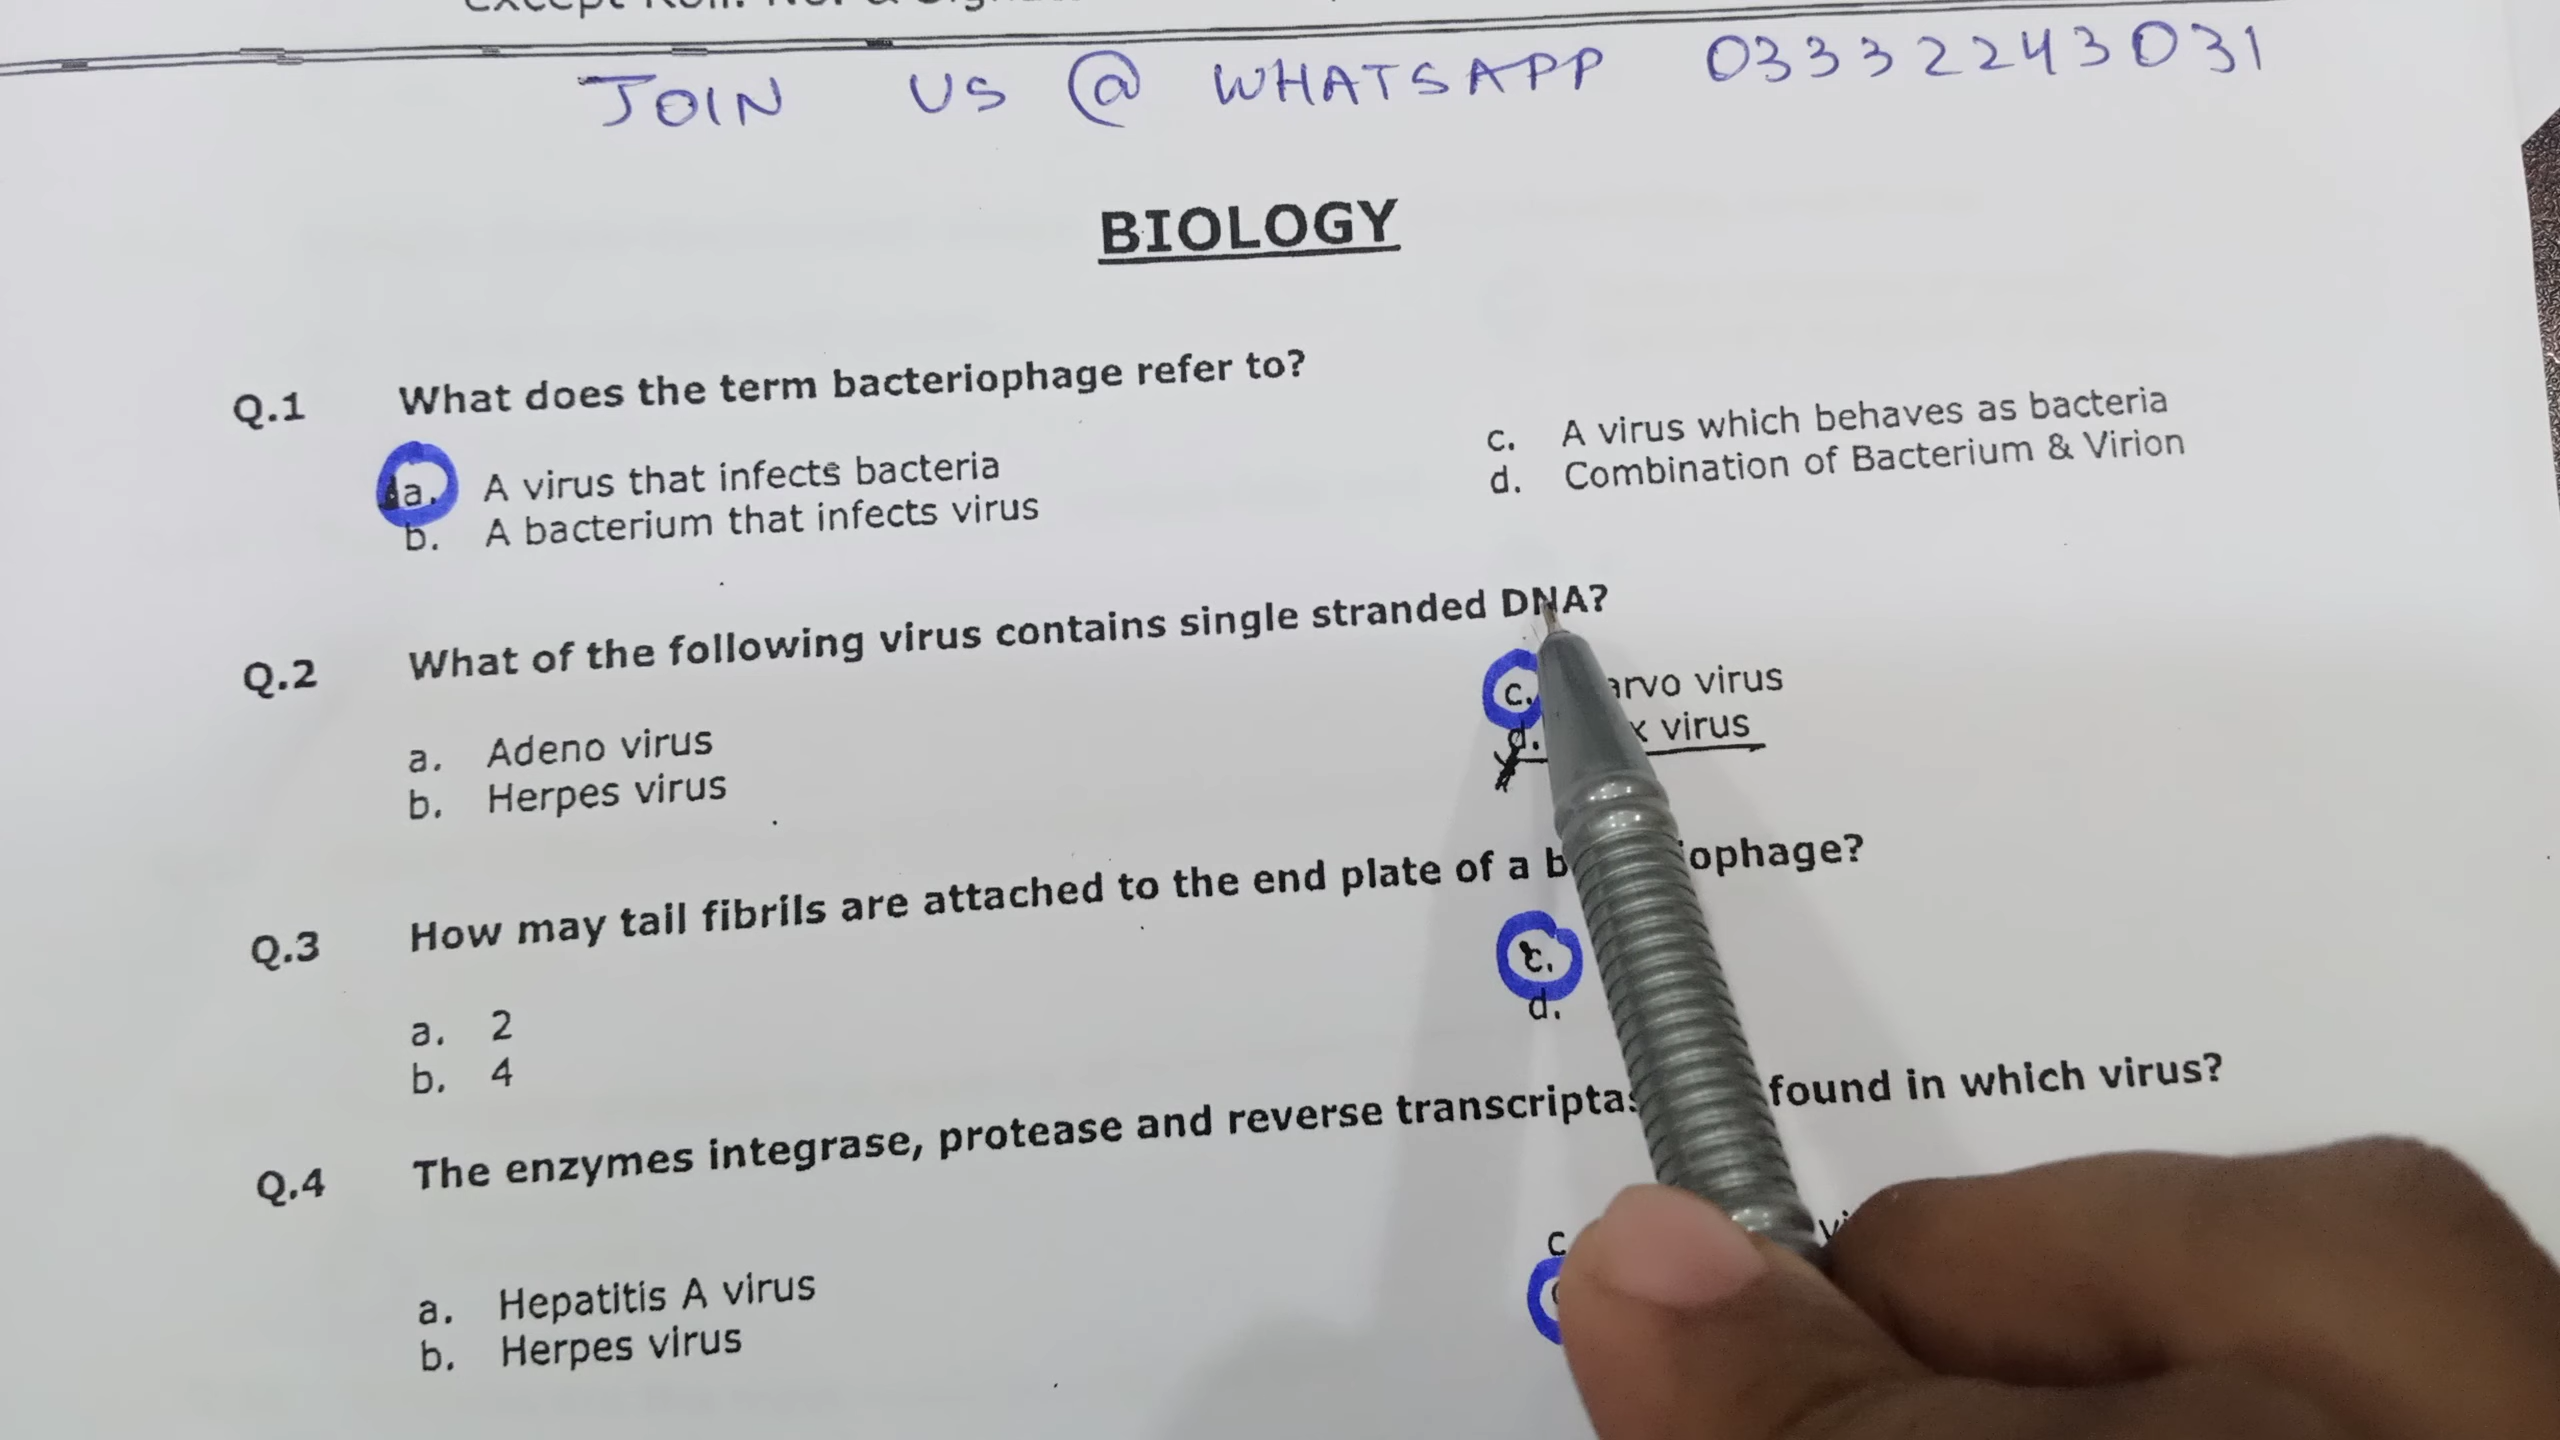 JOIN US @ WHATSAPP 03332243031
BIOLOGY
Q.1 What does the term bacteriophage refer to?
a. A virus that infects bacteria
b. A bacterium that infects virus
c. A virus which behaves as bacteria
d. Combination of Bacterium & Virion
Q.2 What of the following virus contains single stranded DNA?
a. Adeno virus
b. Herpes virus
c. arvo virus
d. x virus
Q.3 How may tail fibrils are attached to the end plate of a b iophage?
a. 2
b. 4
c.
d.
Q.4 The enzymes integrase, protease and reverse transcriptas found in which virus?
a. Hepatitis A virus
b. Herpes virus
c